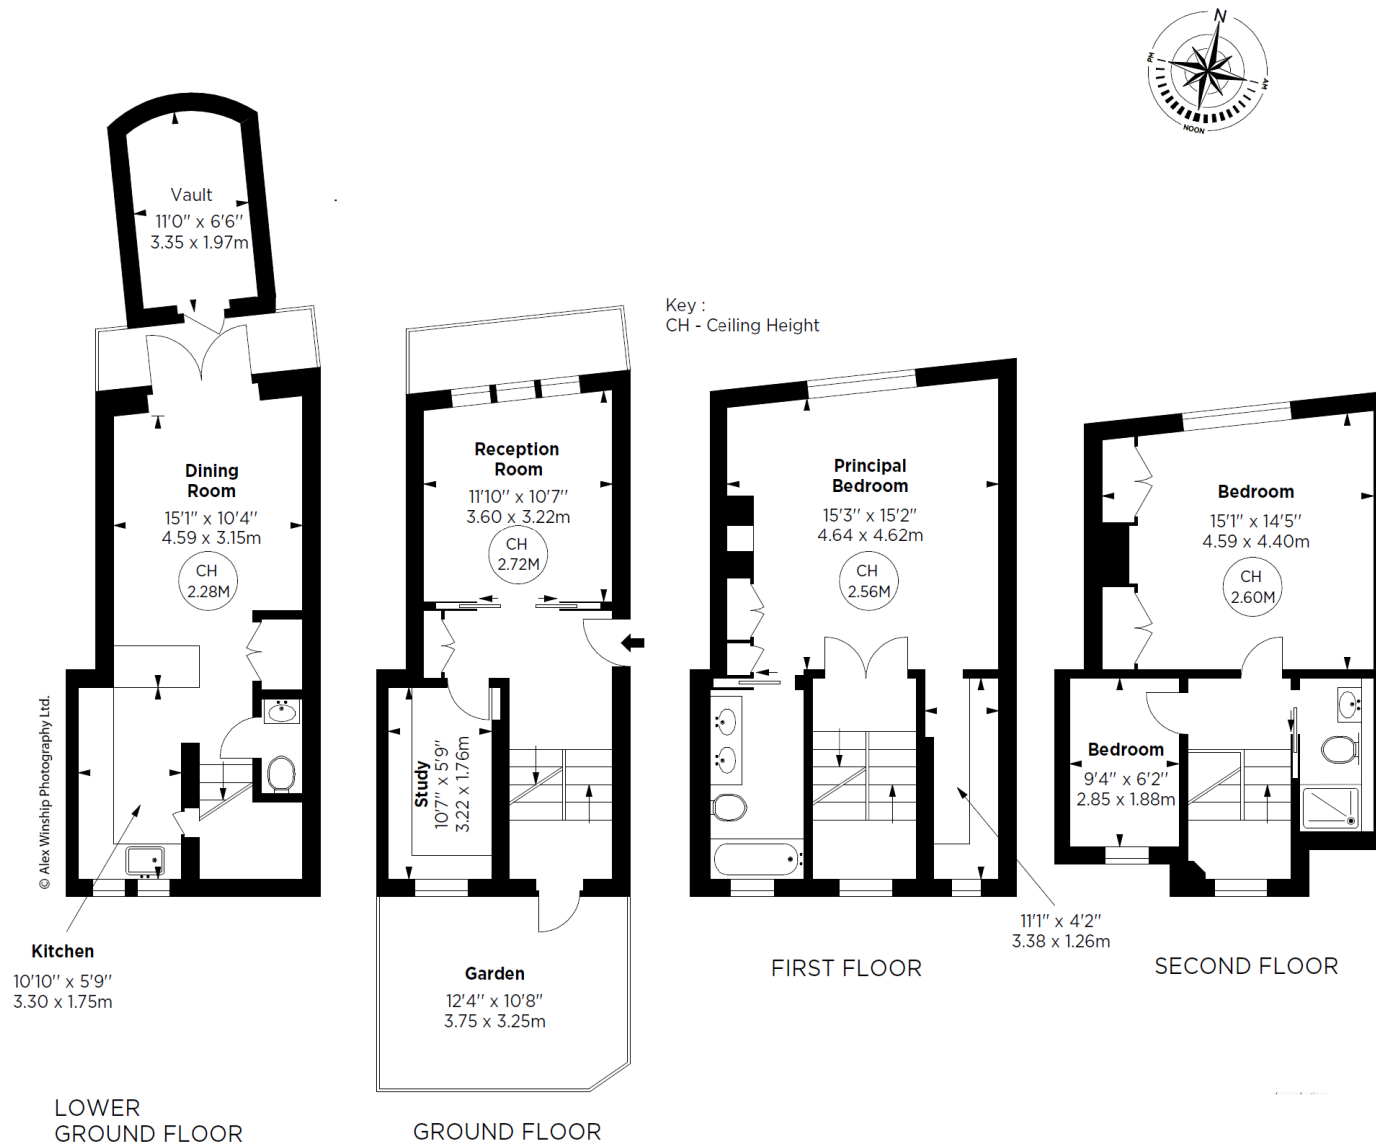 N
PM
AM
NOON
Vault
11'0'' x 6'6''
3.35 x 1.97m
Key :
CH - Ceiling Height
Dining
Room
15'1'' x 10'4''
4.59 x 3.15m
CH
2.28M
Reception
Room
11'10'' x 10'7''
3.60 x 3.22m
CH
2.72M
Principal
Bedroom
15'3'' x 15'2''
4.64 x 4.62m
CH
2.56M
Bedroom
15'1'' x 14'5''
4.59 x 4.40m
CH
2.60M
© Alex Winship Photography Ltd.
Study
10'7'' x 5'9''
3.22 x 1.76m
Bedroom
9'4'' x 6'2''
2.85 x 1.88m
Kitchen
10'10'' x 5'9''
3.30 x 1.75m
Garden
12'4'' x 10'8''
3.75 x 3.25m
11'1'' x 4'2''
3.38 x 1.26m
LOWER
GROUND FLOOR
GROUND FLOOR
FIRST FLOOR
SECOND FLOOR